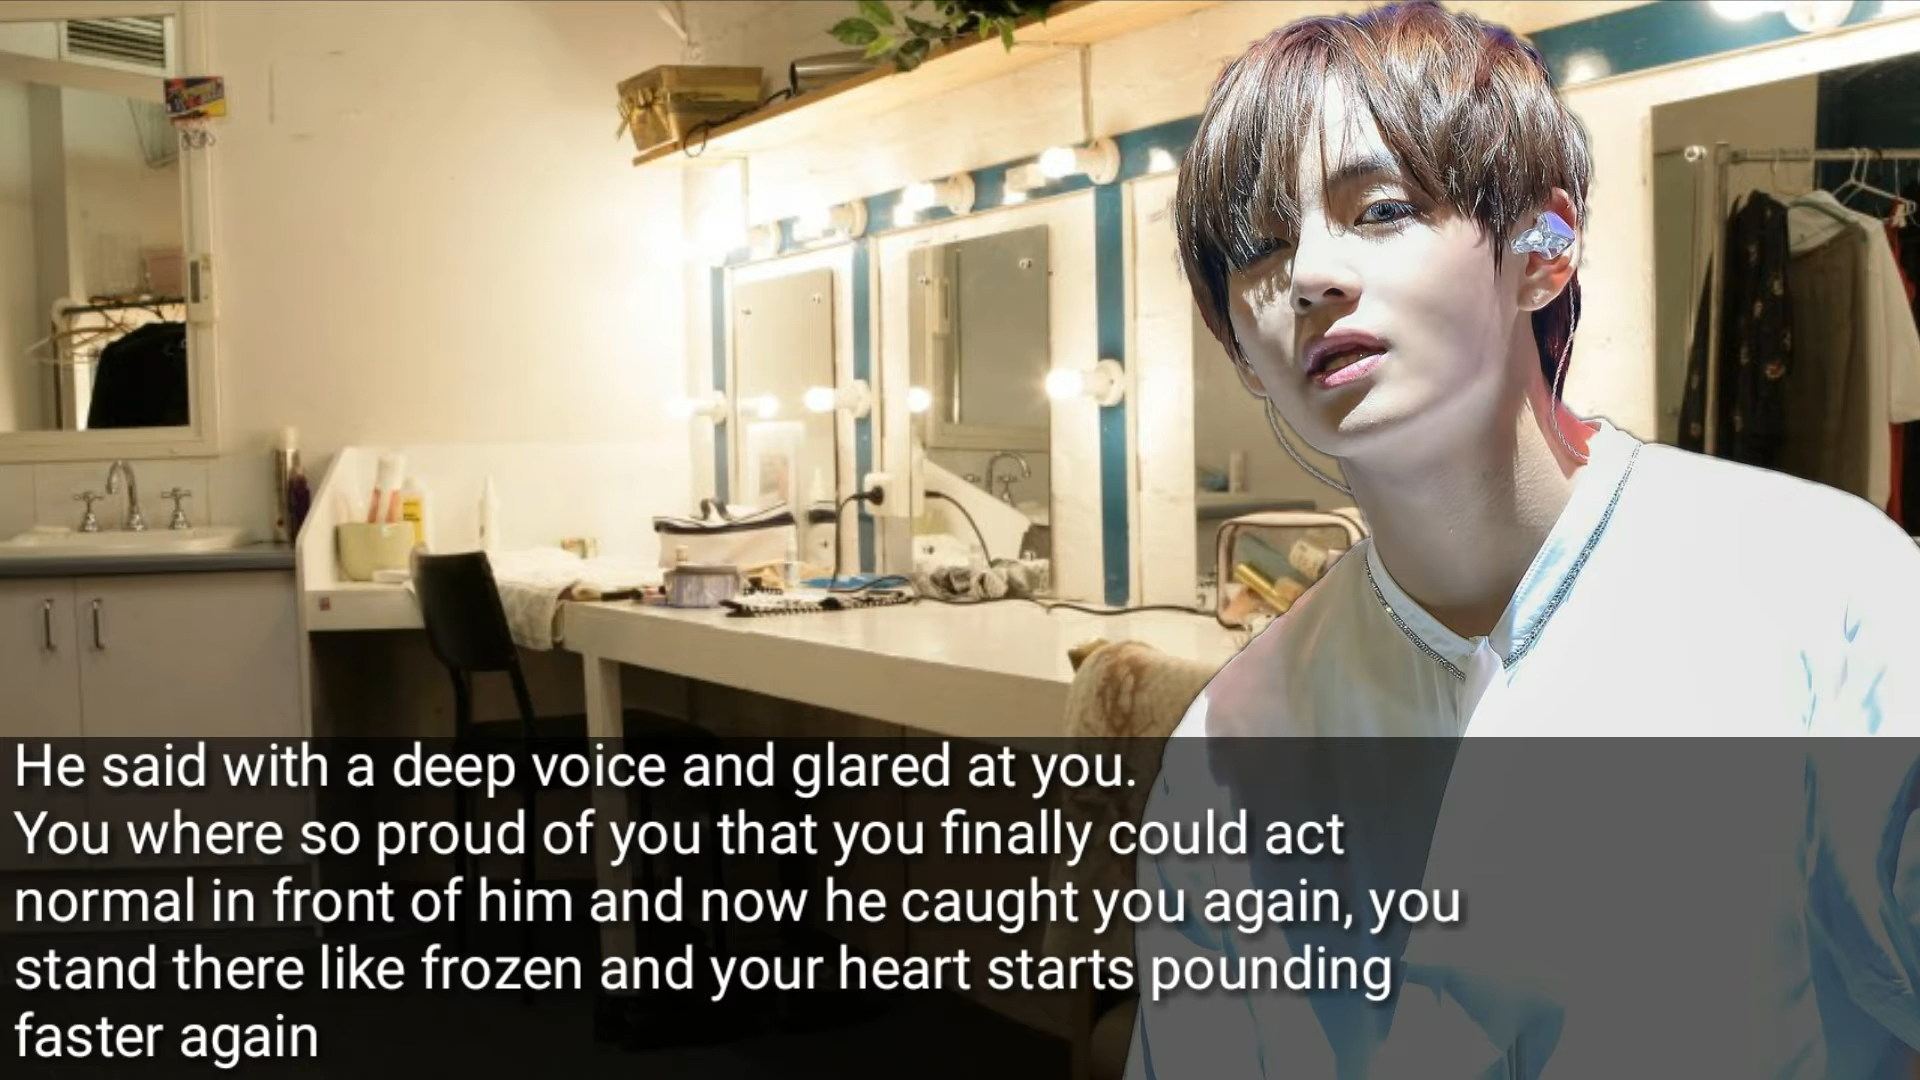 He said with a deep voice and glared at you.
You where so proud of you that you finally could act
normal in front of him and now he caught you again, you
stand there like frozen and your heart starts pounding
faster again